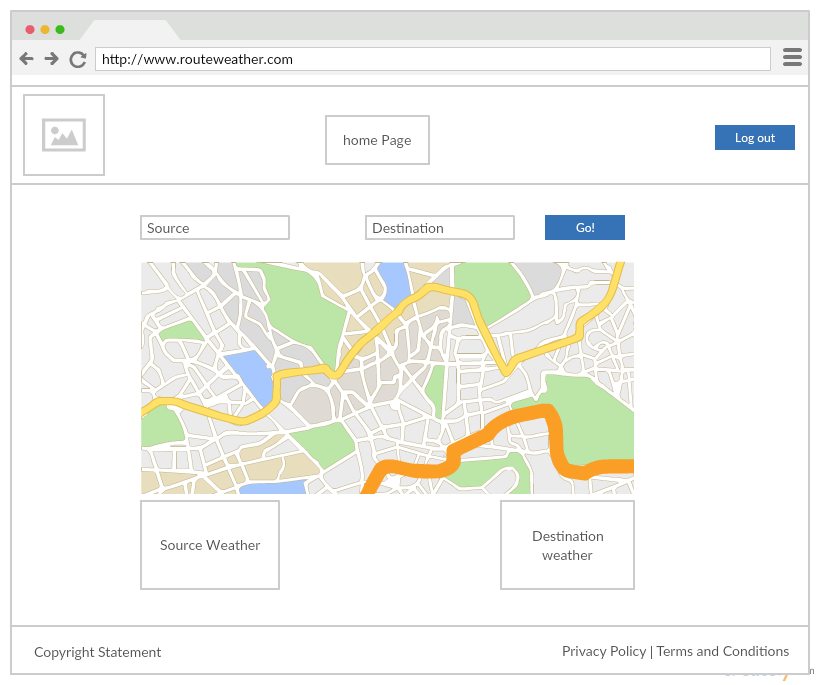 http://www.routeweather.com
home Page
Log out
Source
Destination
Go!
Source Weather
Destination
weather
Copyright Statement
Privacy Policy | Terms and Conditions